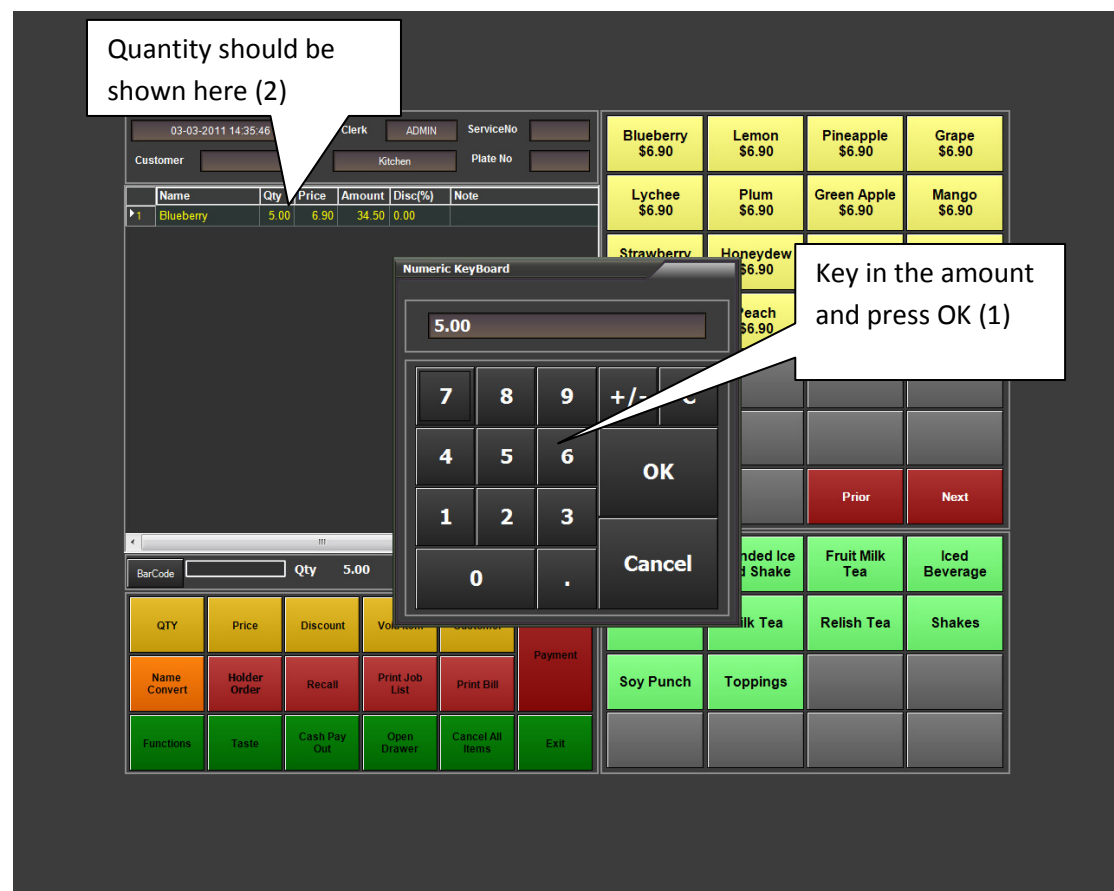 Quantity should be
shown here (2)
03-03-2011 14:35:46
Clerk
ADMIN
ServiceNo
Customer
Kitchen
Plate No
Name Qty Price Amount Disc(%) Note
1 Blueberry 5.00 6.90 34.50 0.00
Blueberry
$6.90
Lemon
$6.90
Pineapple
$6.90
Grape
$6.90
Lychee
$6.90
Plum
$6.90
Green Apple
$6.90
Mango
$6.90
Strawberry
Honeydew
$6.90
Key in the amount
and press OK (1)
$6.90
Numeric KeyBoard
5.00
7 8 9 +/-
4 5 6 OK
1 2 3
0 . Cancel
Prior
Next
BarCode
Qty 5.00
QTY
Price
Discount
Payment
Name
Convert
Holder
Order
Recall
Print Job
List
Print Bill
Functions
Taste
Cash Pay
Out
Open
Drawer
Cancel All
Items
Exit
Fruit Milk
Tea
Iced
Beverage
Relish Tea
Shakes
Soy Punch
Toppings